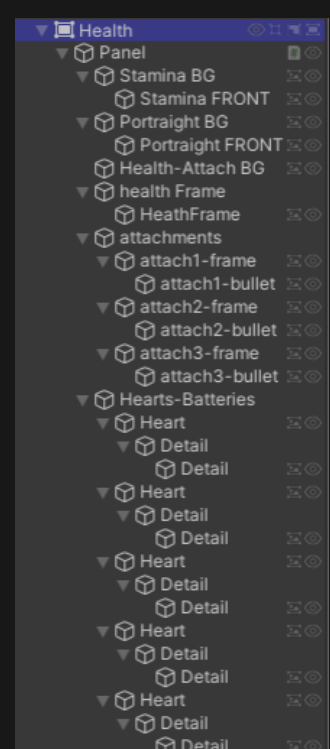 Health
Panel
Stamina BG
Stamina FRONT
Portraight BG
Portraight FRONT
Health-Attach BG
health Frame
HeathFrame
attachments
attach1-frame
attach1-bullet
attach2-frame
attach2-bullet
attach3-frame
attach3-bullet
Hearts-Batteries
Heart
Detail
Detail
Heart
Detail
Detail
Heart
Detail
Detail
Heart
Detail
Detail
Heart
Detail
Detail